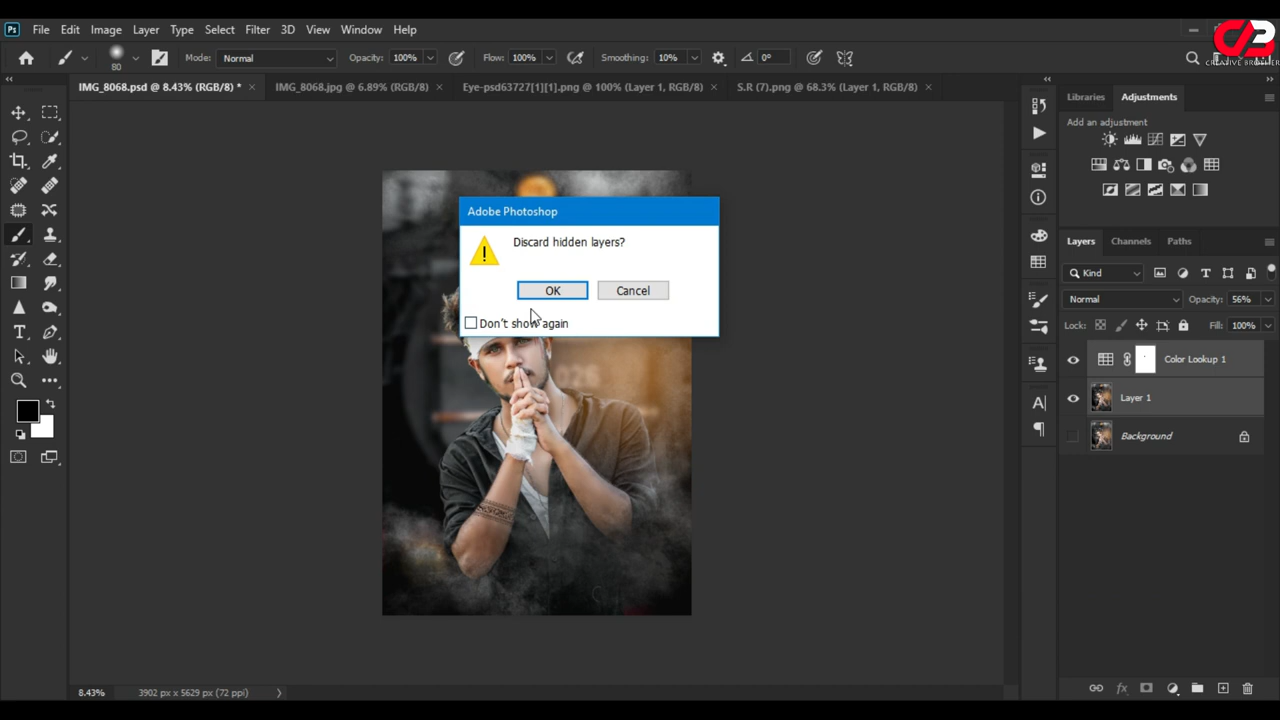 Ps File Edit Image Layer Type Select Filter 3D View Window Help
CREATIVE BROTHER
80 Mode: Normal Opacity: 100% Flow: 100% Smoothing: 10% 0°
IMG_8068.psd @ 8.43% (RGB/8) * × IMG_8068.jpg @ 6.89% (RGB/8) × Eye-psd63727[1][1].png @ 100% (Layer 1, RGB/8) × S.R (7).png @ 68.3% (Layer 1, RGB/8) ×
Libraries Adjustments
Add an adjustment
Adobe Photoshop
Discard hidden layers?
OK Cancel
Don't show again
Layers Channels Paths
Kind
Normal Opacity: 56%
Lock: Fill: 100%
Color Lookup 1
Layer 1
Background
8.43% 3902 px x 5629 px (72 ppi)